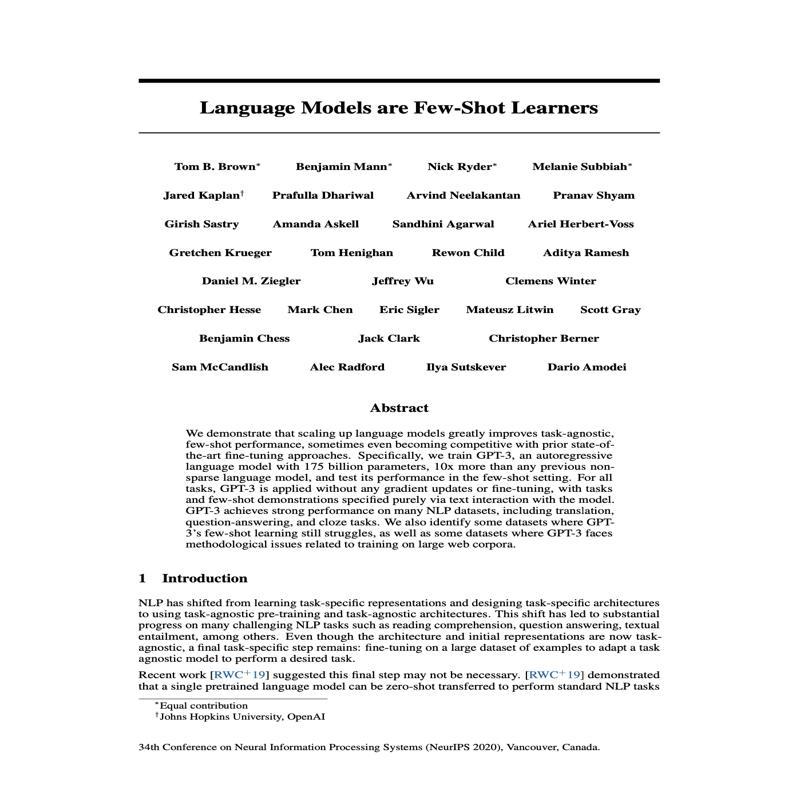 Language Models are Few-Shot Learners
Tom B. Brown* Benjamin Mann* Nick Ryder* Melanie Subbiah*
Jared Kaplan† Prafulla Dhariwal Arvind Neelakantan Pranav Shyam
Girish Sastry Amanda Askell Sandhini Agarwal Ariel Herbert-Voss
Gretchen Krueger Tom Henighan Rewon Child Aditya Ramesh
Daniel M. Ziegler Jeffrey Wu Clemens Winter
Christopher Hesse Mark Chen Eric Sigler Mateusz Litwin Scott Gray
Benjamin Chess Jack Clark Christopher Berner
Sam McCandlish Alec Radford Ilya Sutskever Dario Amodei
Abstract
We demonstrate that scaling up language models greatly improves task-agnostic,
few-shot performance, sometimes even becoming competitive with prior state-of-
the-art fine-tuning approaches. Specifically, we train GPT-3, an autoregressive
language model with 175 billion parameters, 10x more than any previous non-
sparse language model, and test its performance in the few-shot setting. For all
tasks, GPT-3 is applied without any gradient updates or fine-tuning, with tasks
and few-shot demonstrations specified purely via text interaction with the model.
GPT-3 achieves strong performance on many NLP datasets, including translation,
question-answering, and cloze tasks. We also identify some datasets where GPT-
3's few-shot learning still struggles, as well as some datasets where GPT-3 faces
methodological issues related to training on large web corpora.
1 Introduction
NLP has shifted from learning task-specific representations and designing task-specific architectures
to using task-agnostic pre-training and task-agnostic architectures. This shift has led to substantial
progress on many challenging NLP tasks such as reading comprehension, question answering, textual
entailment, among others. Even though the architecture and initial representations are now task-
agnostic, a final task-specific step remains: fine-tuning on a large dataset of examples to adapt a task
agnostic model to perform a desired task.
Recent work [RWC+19] suggested this final step may not be necessary. [RWC+19] demonstrated
that a single pretrained language model can be zero-shot transferred to perform standard NLP tasks
*Equal contribution
†Johns Hopkins University, OpenAI
34th Conference on Neural Information Processing Systems (NeurIPS 2020), Vancouver, Canada.